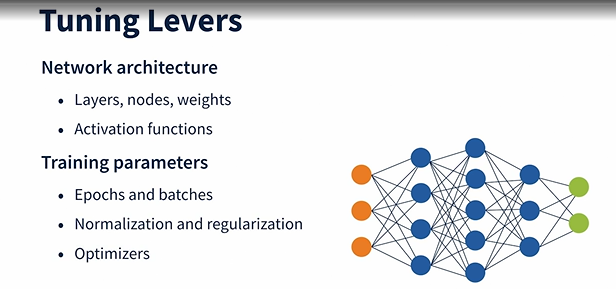 Tuning Levers
Network architecture
• Layers, nodes, weights
• Activation functions
Training parameters
• Epochs and batches
• Normalization and regularization
• Optimizers